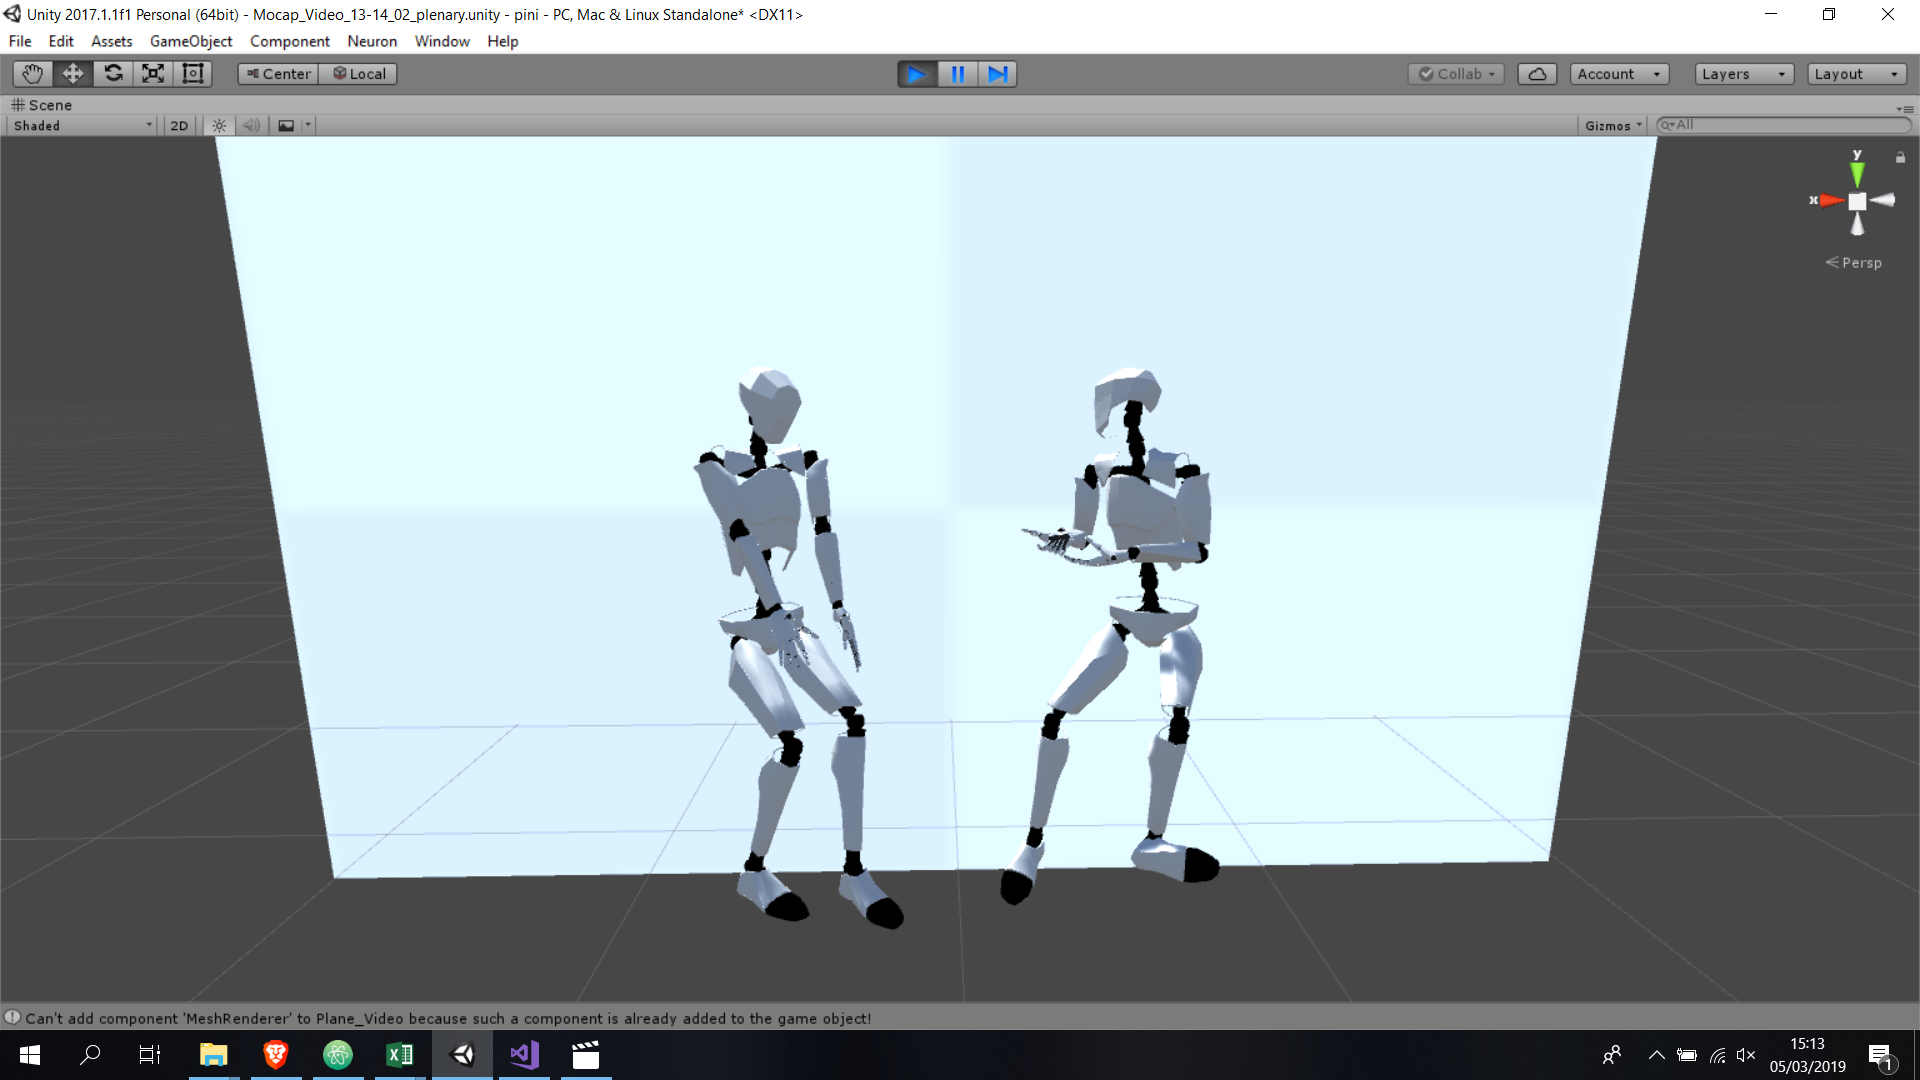 Unity 2017.1.1f1 Personal (64bit) - Mocap_Video_13-14_02_plenary.unity - pini - PC, Mac & Linux Standalone* <DX11>
File Edit Assets GameObject Component Neuron Window Help
Center Local Collab Account Layers Layout
Scene
Shaded 2D Gizmos All
y
x
Persp
Can't add component 'MeshRenderer' to Plane_Video because such a component is already added to the game object!
15:13
05/03/2019
1